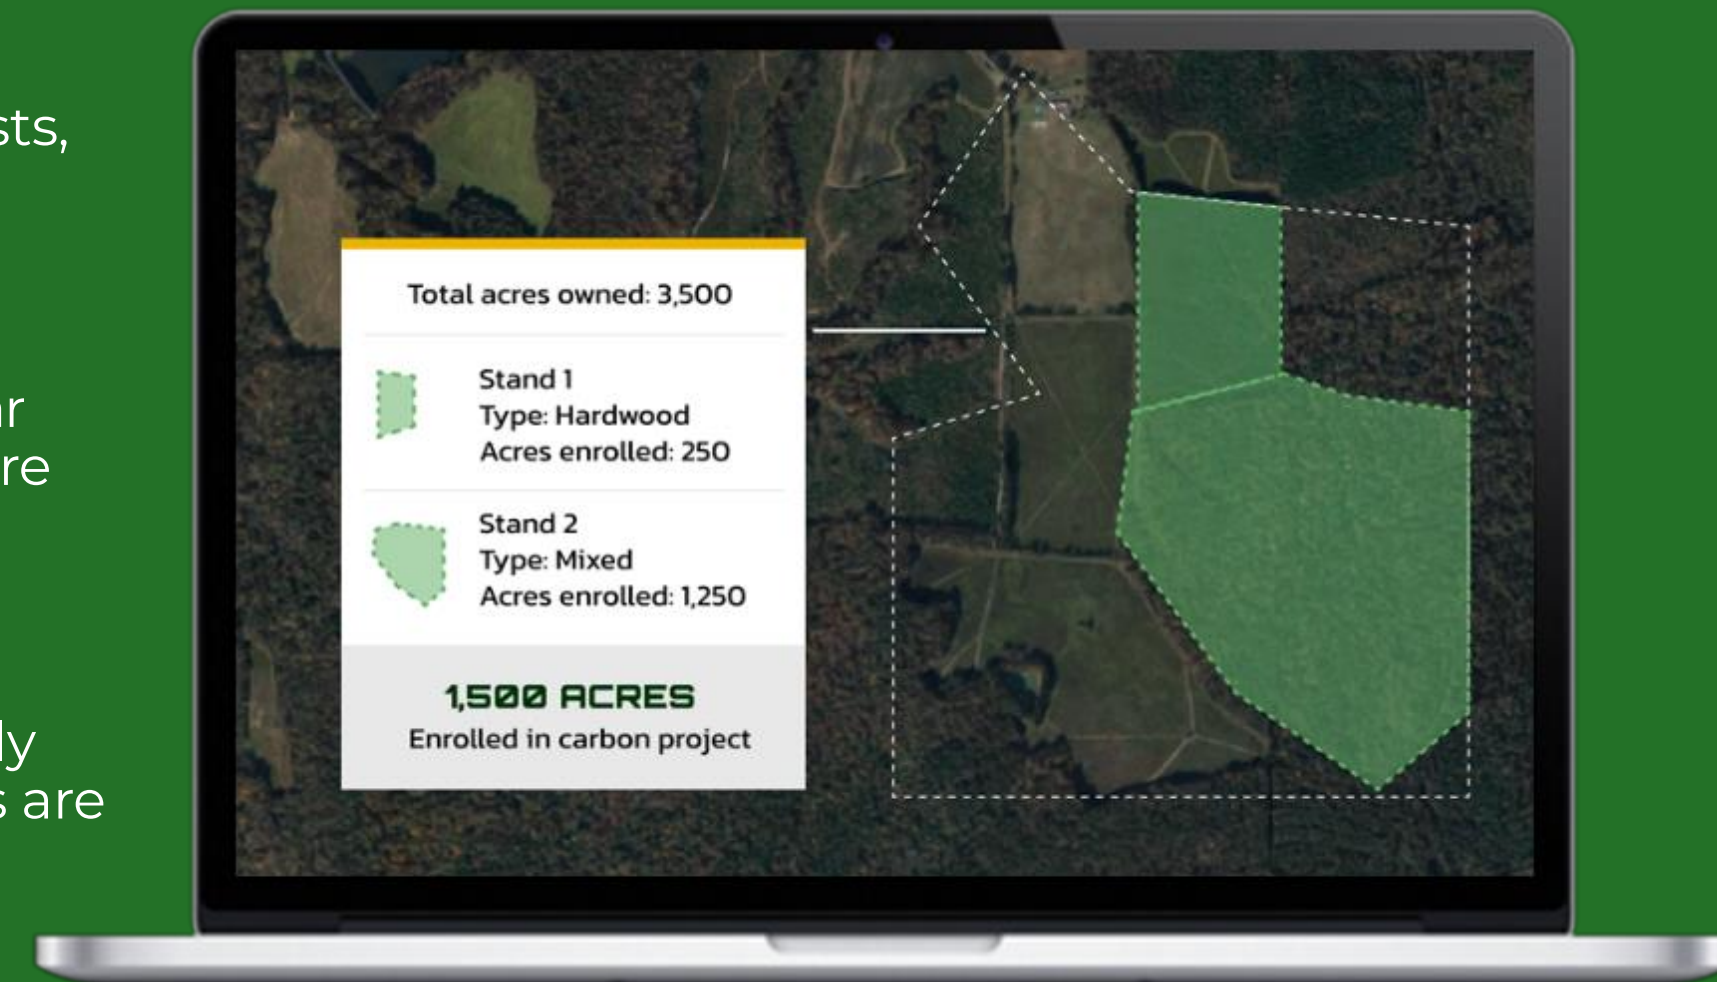 sts,
ar
re
ly
s are
Total acres owned: 3,500
Stand 1
Type: Hardwood
Acres enrolled: 250
Stand 2
Type: Mixed
Acres enrolled: 1,250
1,500 ACRES
Enrolled in carbon project